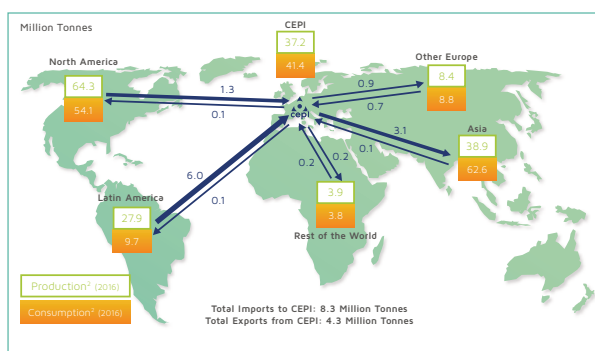 Million Tonnes
CEPI
37.2
41.4
North America
64.3
54.1
Other Europe
8.4
8.8
1.3
0.1
0.9
0.7
cepi
Asia
38.9
62.6
3.1
0.1
6.0
0.1
0.2
0.2
Latin America
27.9
9.7
3.9
3.8
Rest of the World
Production² (2016)
Consumption² (2016)
Total Imports to CEPI: 8.3 Million Tonnes
Total Exports from CEPI: 4.3 Million Tonnes